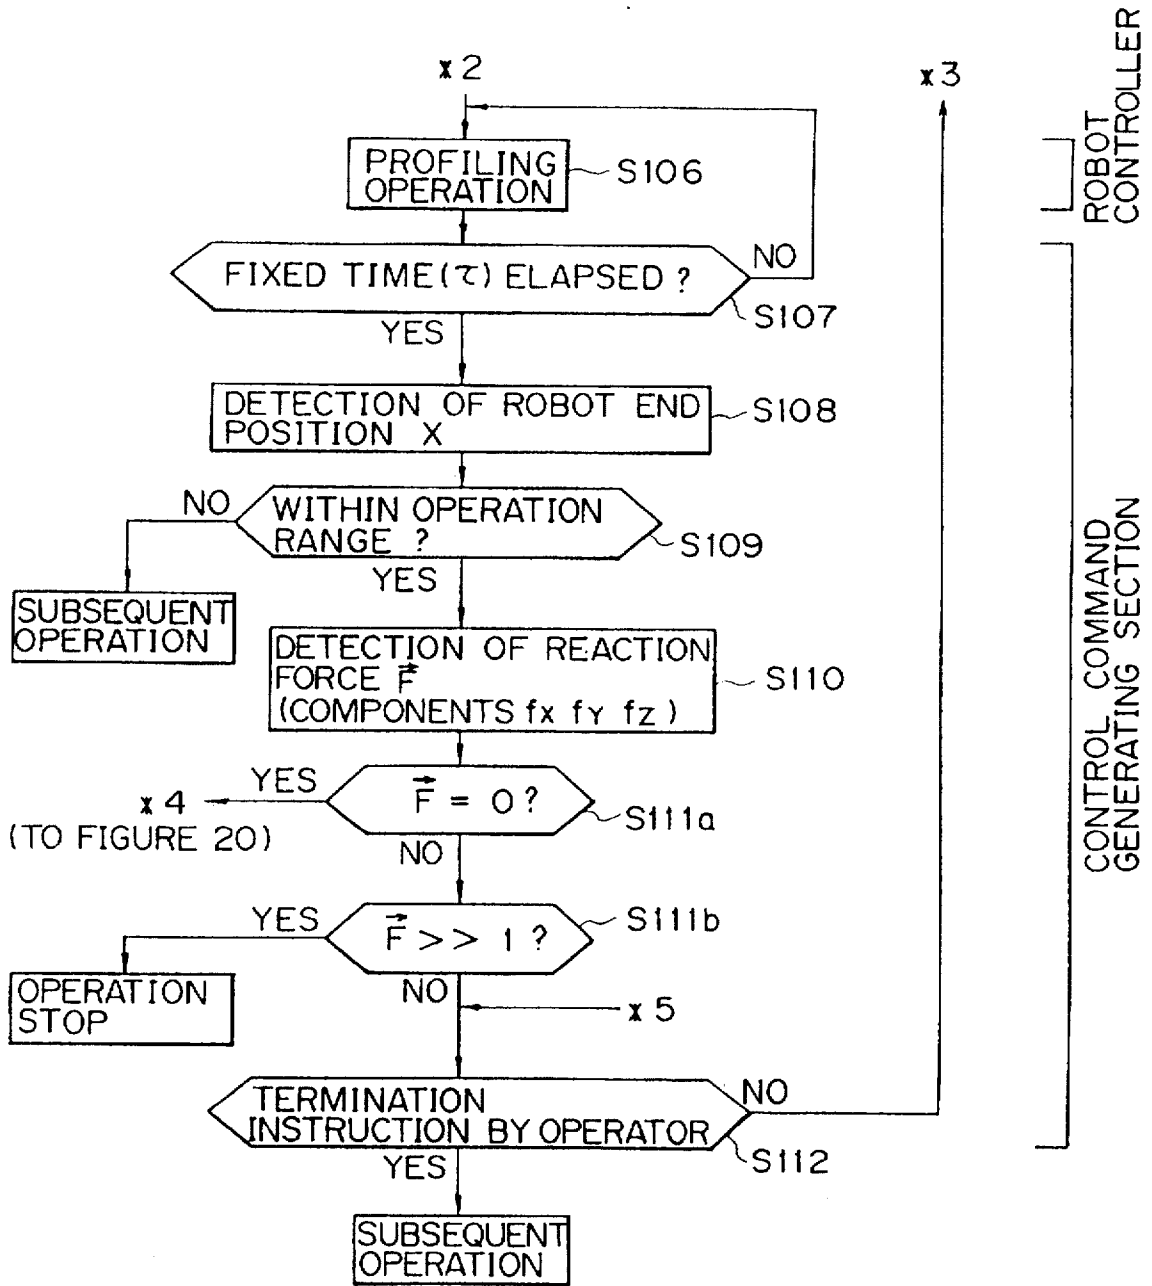 *2
*3
PROFILING
OPERATION
S106
FIXED TIME(τ) ELAPSED ?
NO
S107
YES
DETECTION OF ROBOT END
POSITION X
S108
NO
WITHIN OPERATION
RANGE ?
S109
YES
SUBSEQUENT
OPERATION
DETECTION OF REACTION
FORCE F⃗
(COMPONENTS fx fy fz)
S110
YES
F⃗ = 0 ?
S111a
*4
(TO FIGURE 20)
NO
YES
F⃗ >> 1 ?
S111b
OPERATION
STOP
NO
*5
TERMINATION
INSTRUCTION BY OPERATOR
NO
S112
YES
SUBSEQUENT
OPERATION
ROBOT
CONTROLLER
CONTROL COMMAND
GENERATING SECTION